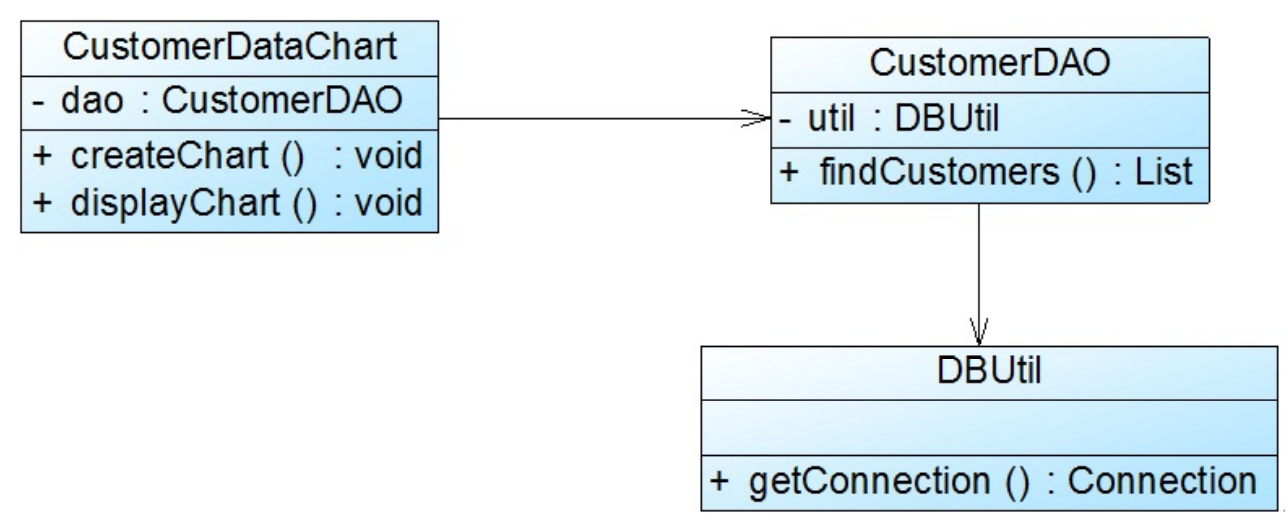 CustomerDataChart
- dao : CustomerDAO
+ createChart () : void
+ displayChart () : void
CustomerDAO
- util : DBUtil
+ findCustomers () : List
DBUtil
+ getConnection () : Connection